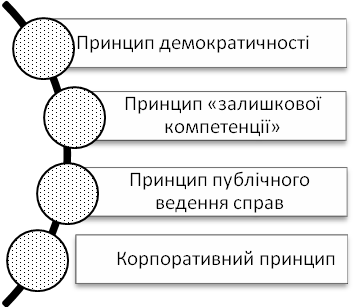 Принцип демократичності
Принцип «залишкової
компетенції»
Принцип публічного
ведення справ
Корпоративний принцип